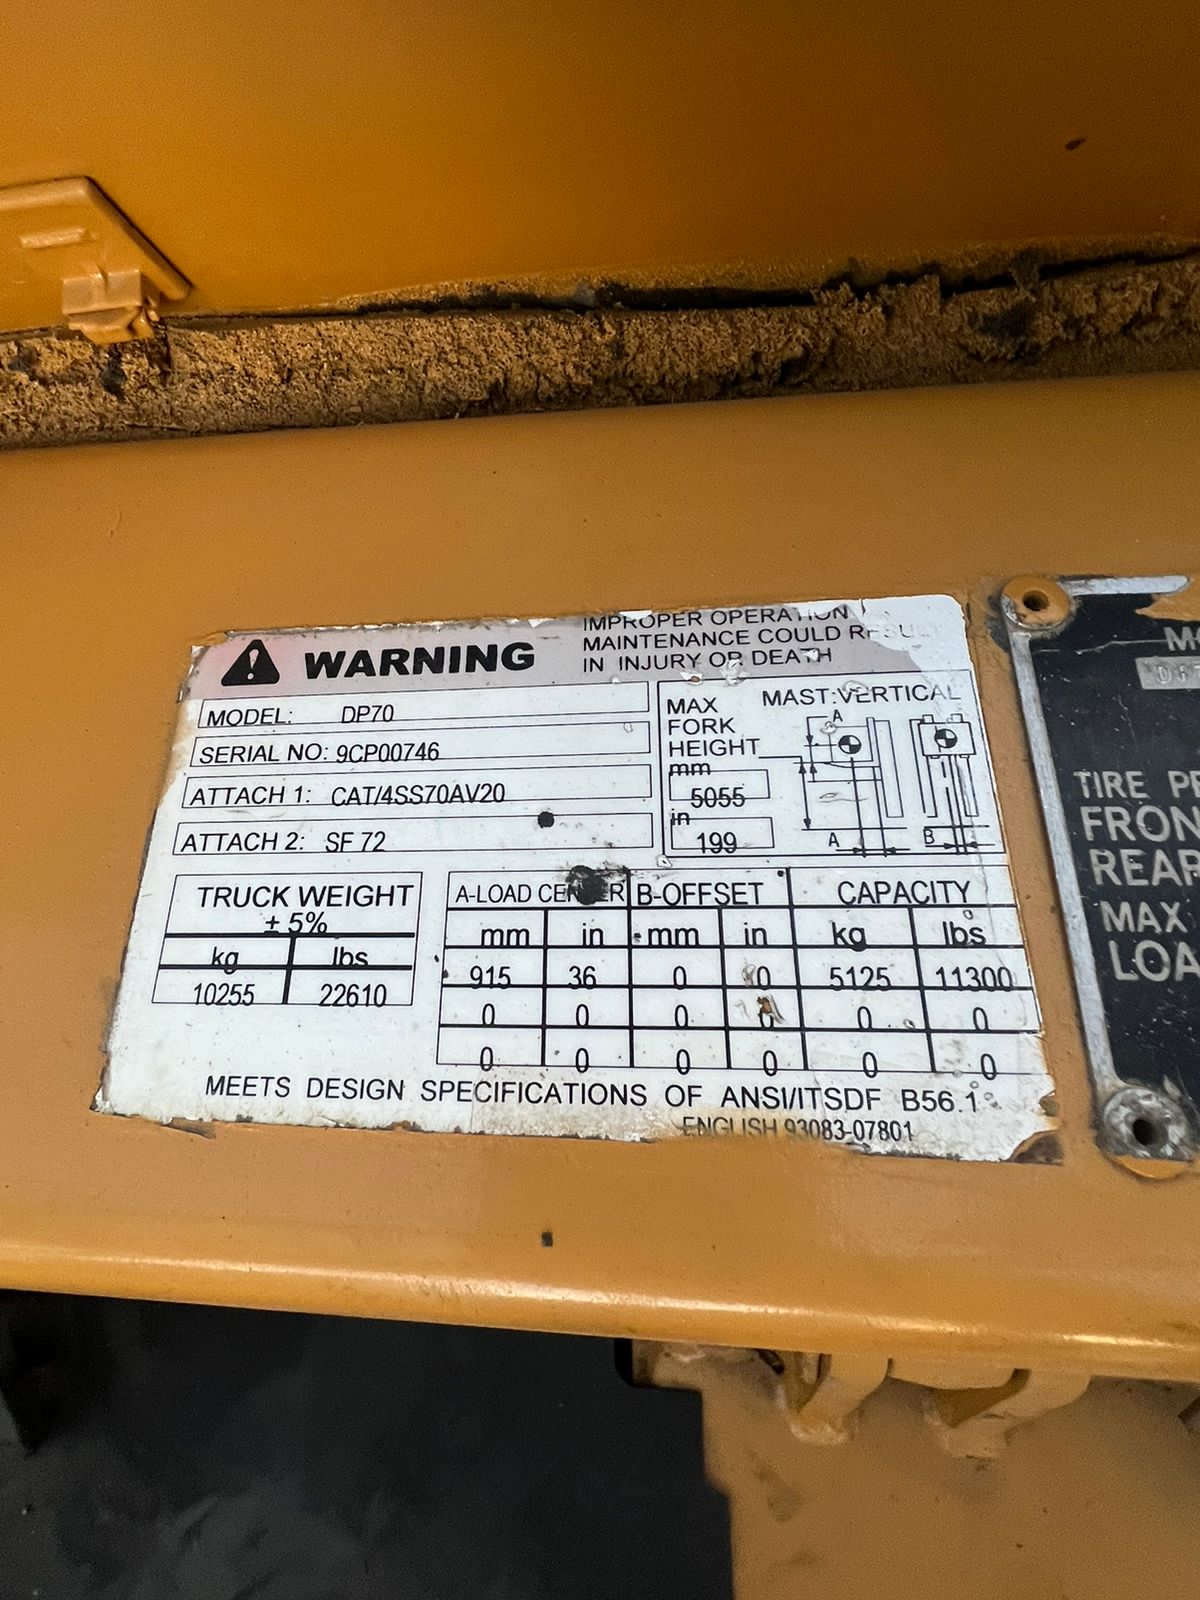 WARNING
IMPROPER OPERATION
MAINTENANCE COULD RESUL
IN INJURY OR DEATH
MODEL: DP70
SERIAL NO: 9CP00746
ATTACH 1: CAT/4SS70AV20
ATTACH 2: SF 72
MAX
FORK
HEIGHT
mm
5055
in
199
MAST:VERTICAL
A
A
B
TRUCK WEIGHT
± 5%
kg lbs
10255 22610
A-LOAD CENTER B-OFFSET CAPACITY
mm in mm in kg lbs
915 36 0 0 5125 11300
0 0 0 0 0 0
0 0 0 0 0 0
MEETS DESIGN SPECIFICATIONS OF ANSI/ITSDF B56.1
ENGLISH 93083-07801
TIRE
FRON
REAR
MAX
LOA